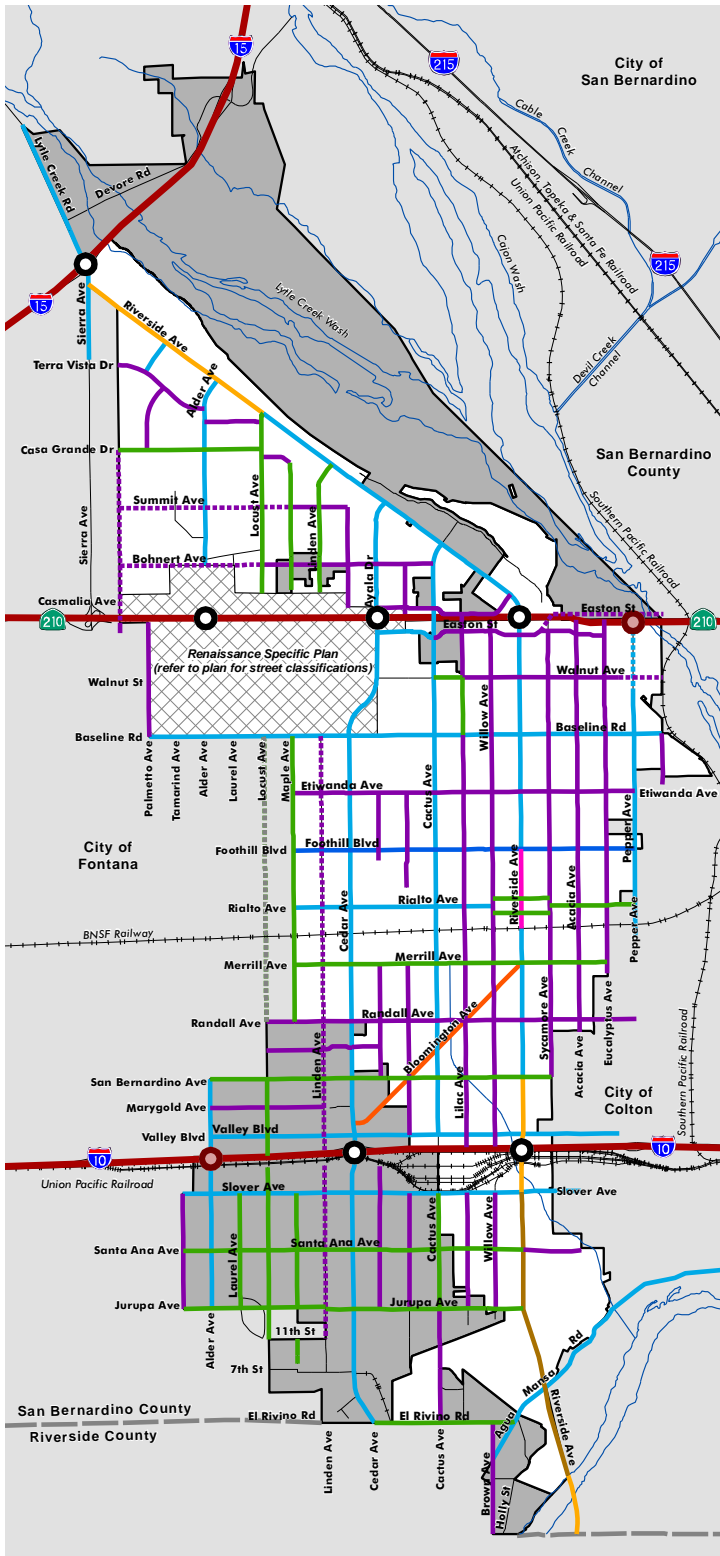 15
215
City of
San Bernardino
Cable
Creek
Channel
Lytle Creek Rd
Devore Rd
Atchison, Topeka & Santa Fe Railroad
Union Pacific Railroad
Cajon Wash
215
15
Sierra Ave
Riverside Ave
Lytle Creek Wash
Devil Creek
Channel
Terra Vista Dr
Alder Ave
Casa Grande Dr
San Bernardino
County
Summit Ave
Locust Ave
Linden Ave
Sierra Ave
Southern Pacific Railroad
Bohnert Ave
Ayala Dr
Casmalia Ave
Easton St
210
Easton St
210
Renaissance Specific Plan
(refer to plan for street classifications)
Walnut St
Walnut Ave
Willow Ave
Baseline Rd
Baseline Rd
Palmetto Ave
Tamarind Ave
Alder Ave
Laurel Ave
Locust Ave
Maple Ave
Cactus Ave
Etiwanda Ave
Etiwanda Ave
City of
Fontana
Foothill Blvd
Foothill Blvd
Pepper Ave
Riverside Ave
Acacia Ave
Rialto Ave
Rialto Ave
Cedar Ave
Pepper Ave
BNSF Railway
Merrill Ave
Merrill Ave
Randall Ave
Randall Ave
Bloomington Ave
Sycamore Ave
Eucalyptus Ave
Acacia Ave
Linden Ave
Lilac Ave
Southern Pacific Railroad
San Bernardino Ave
City of
Colton
Marygold Ave
Valley Blvd
Valley Blvd
10
10
Union Pacific Railroad
Slover Ave
Slover Ave
Cactus Ave
Willow Ave
Santa Ana Ave
Santa Ana Ave
Laurel Ave
Jurupa Ave
Jurupa Ave
Alder Ave
11th St
7th St
Agua Mansa Rd
Riverside Ave
San Bernardino County
Riverside County
El Rivino Rd
El Rivino Rd
Linden Ave
Cedar Ave
Cactus Ave
Brown Ave
Holly St